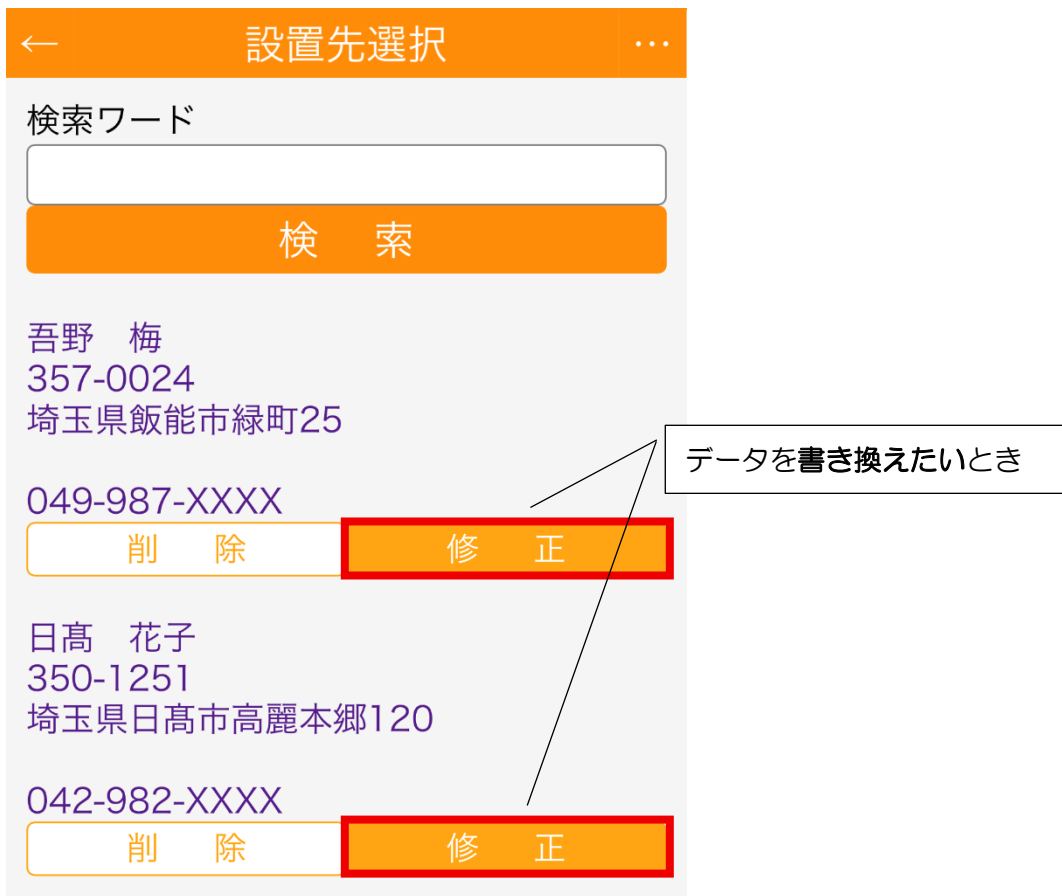 ← 設置先選択 …
検索ワード
検 索
吾野　梅
357-0024
埼玉県飯能市緑町25
データを書き換えたいとき
049-987-XXXX
削 除 修 正
日髙　花子
350-1251
埼玉県日髙市高麗本郷120
042-982-XXXX
削 除 修 正